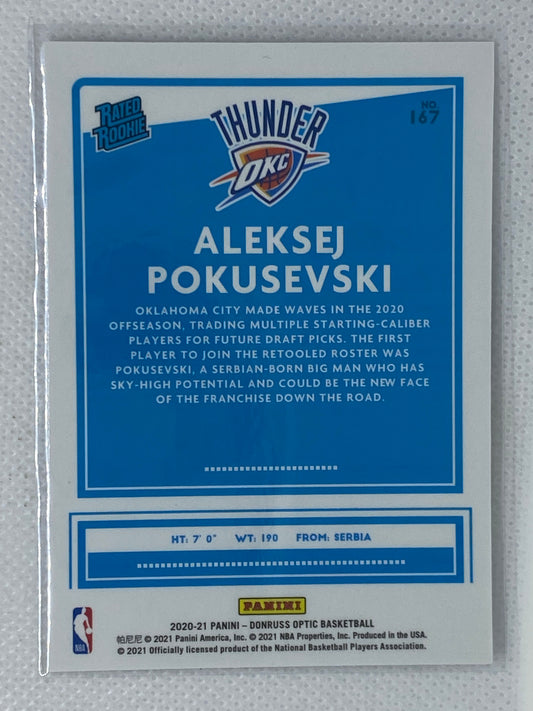 RATED
ROOKIE
NO.
167
THUNDER
OKC
ALEKSEJ
POKUSEVSKI
OKLAHOMA CITY MADE WAVES IN THE 2020
OFFSEASON, TRADING MULTIPLE STARTING-CALIBER
PLAYERS FOR FUTURE DRAFT PICKS. THE FIRST
PLAYER TO JOIN THE RETOOLED ROSTER WAS
POKUSEVSKI, A SERBIAN-BORN BIG MAN WHO HAS
SKY-HIGH POTENTIAL AND COULD BE THE NEW FACE
OF THE FRANCHISE DOWN THE ROAD.
HT: 7' 0" WT: 190 FROM: SERBIA
PANINI
2020-21 PANINI – DONRUSS OPTIC BASKETBALL
帕尼尼 © 2021 Panini America, Inc. © 2021 NBA Properties, Inc. Produced in the USA.
© 2021 Officially licensed product of the National Basketball Players Association.
NBA